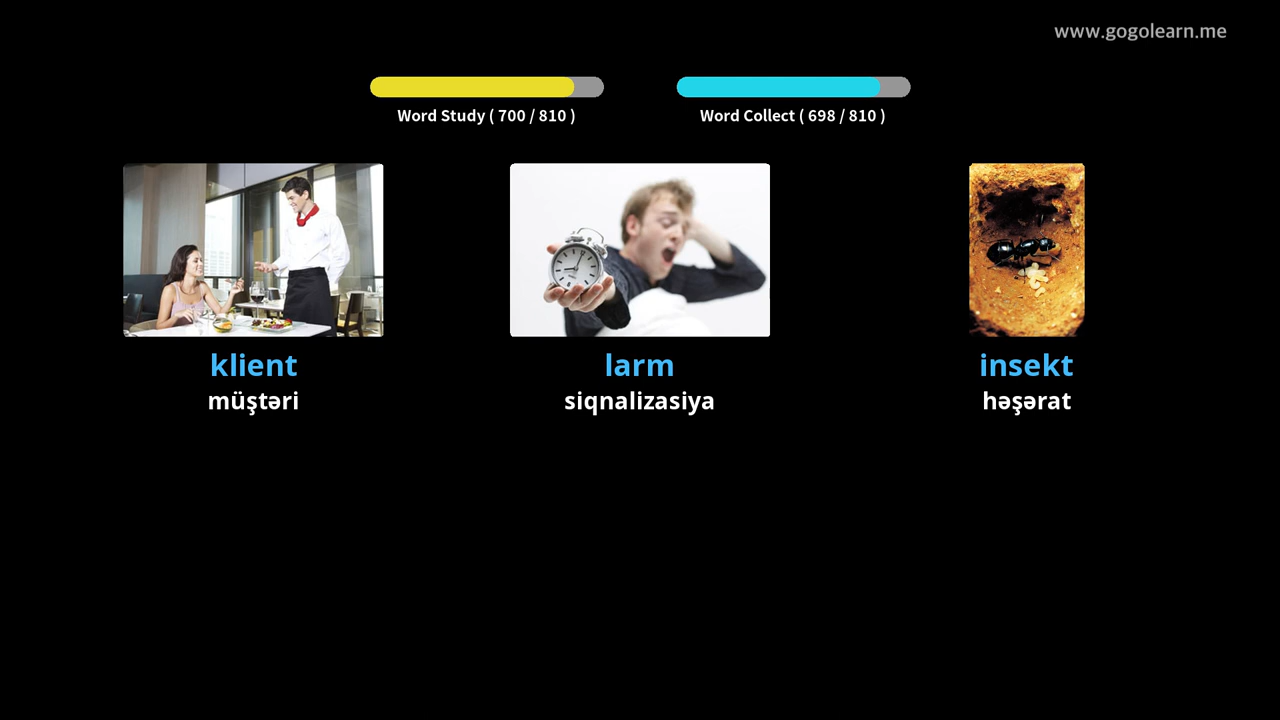 www.gogolearn.me
Word Study ( 700 / 810 )
Word Collect ( 698 / 810 )
klient
müştəri
larm
siqnalizasiya
insekt
həşərat